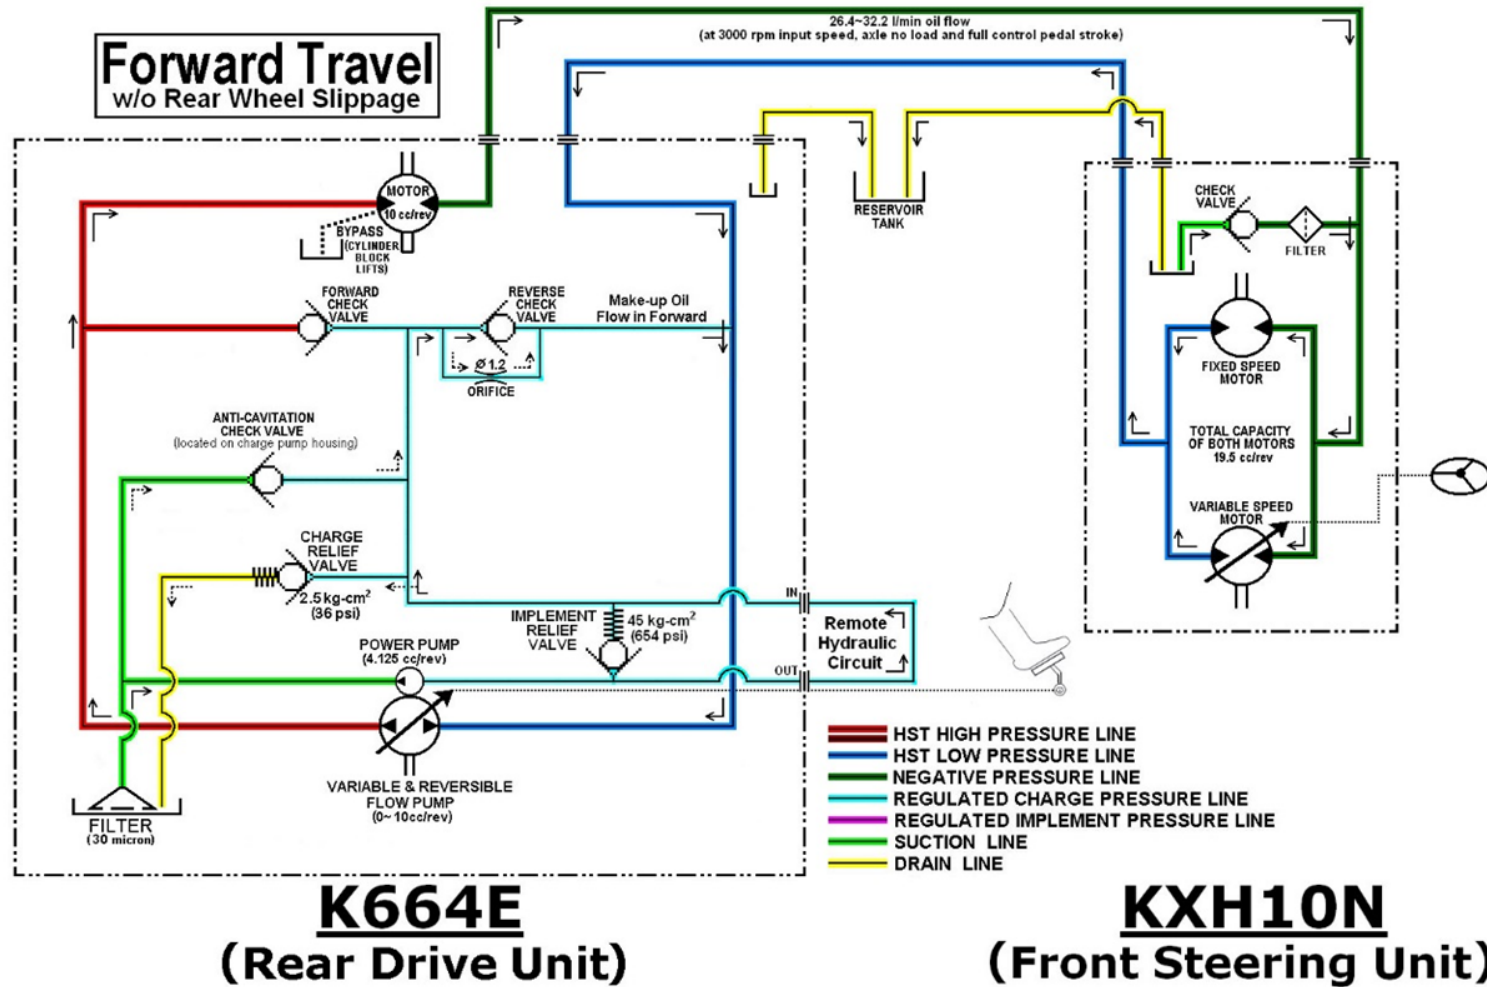 26.4~32.2 l/min oil flow
(at 3000 rpm input speed, axle no load and full control pedal stroke)
Forward Travel
w/o Rear Wheel Slippage
MOTOR
10 cc/rev
BYPASS
(CYLINDER
BLOCK
LIFTS)
RESERVOIR
TANK
CHECK
VALVE
FILTER
FORWARD
CHECK
VALVE
REVERSE
CHECK
VALVE
Make-up Oil
Flow in Forward
Ø 1.2
ORIFICE
FIXED SPEED
MOTOR
ANTI-CAVITATION
CHECK VALVE
(located on charge pump housing)
TOTAL CAPACITY
OF BOTH MOTORS
19.5 cc/rev
VARIABLE SPEED
MOTOR
CHARGE
RELIEF
VALVE
2.5 kg-cm²
(36 psi)
IMPLEMENT
RELIEF
VALVE
45 kg-cm²
(654 psi)
IN
Remote
Hydraulic
Circuit
OUT
POWER PUMP
(4.125 cc/rev)
VARIABLE & REVERSIBLE
FLOW PUMP
(0~10cc/rev)
FILTER
(30 micron)
HST HIGH PRESSURE LINE
HST LOW PRESSURE LINE
NEGATIVE PRESSURE LINE
REGULATED CHARGE PRESSURE LINE
REGULATED IMPLEMENT PRESSURE LINE
SUCTION LINE
DRAIN LINE
K664E
(Rear Drive Unit)
KXH10N
(Front Steering Unit)